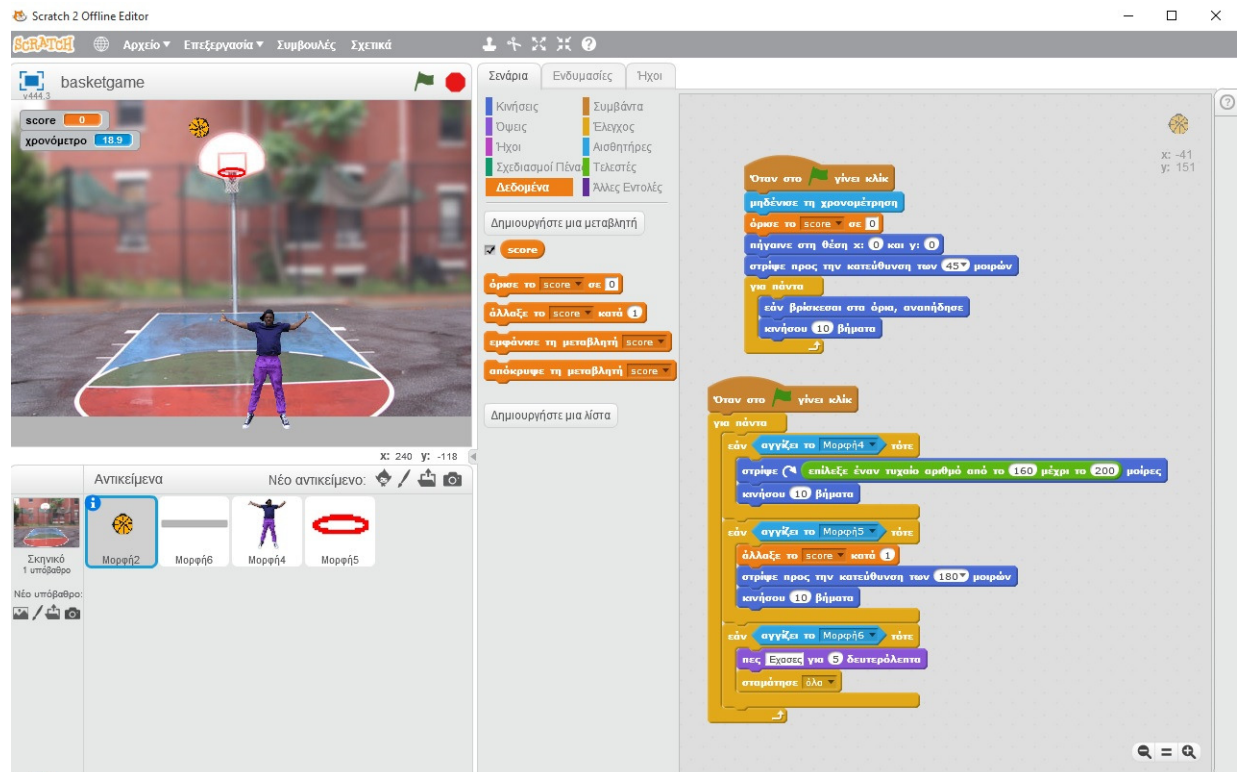 Scratch 2 Offline Editor
SCRATCH Αρχείο Επεξεργασία Συμβουλές Σχετικά
basketgame
v444.3
score 0
χρονόμετρο 18.9
x: 240 y: -118
Αντικείμενα Νέο αντικείμενο:
Σκηνικό
1 υπόβαθρο
Νέο υπόβαθρο:
Μορφή2 Μορφή6 Μορφή4 Μορφή5
Σενάρια Ενδυμασίες Ήχοι
Κινήσεις Συμβάντα
Όψεις Έλεγχος
Ήχοι Αισθητήρες
Σχεδιασμοί Πένας Τελεστές
Δεδομένα Άλλες Εντολές
Δημιουργήστε μια μεταβλητή
score
όρισε το score σε 0
άλλαξε το score κατά 1
εμφάνισε τη μεταβλητή score
απόκρυψε τη μεταβλητή score
Δημιουργήστε μια λίστα
x: -41
y: 151
Όταν στο γίνει κλίκ
μηδένισε τη χρονομέτρηση
όρισε το score σε 0
πήγαινε στη θέση x: 0 και y: 0
στρίψε προς την κατεύθυνση των 45 μοιρών
για πάντα
εάν βρίσκεσαι στα όρια, αναπήδησε
κινήσου 10 βήματα
Όταν στο γίνει κλίκ
για πάντα
εάν αγγίζει το Μορφή4 τότε
στρίψε επίλεξε έναν τυχαίο αριθμό από το 160 μέχρι το 200 μοίρες
κινήσου 10 βήματα
εάν αγγίζει το Μορφή5 τότε
άλλαξε το score κατά 1
στρίψε προς την κατεύθυνση των 180 μοιρών
κινήσου 10 βήματα
εάν αγγίζει το Μορφή6 τότε
πες Εχασες για 5 δευτερόλεπτα
σταμάτησε όλα